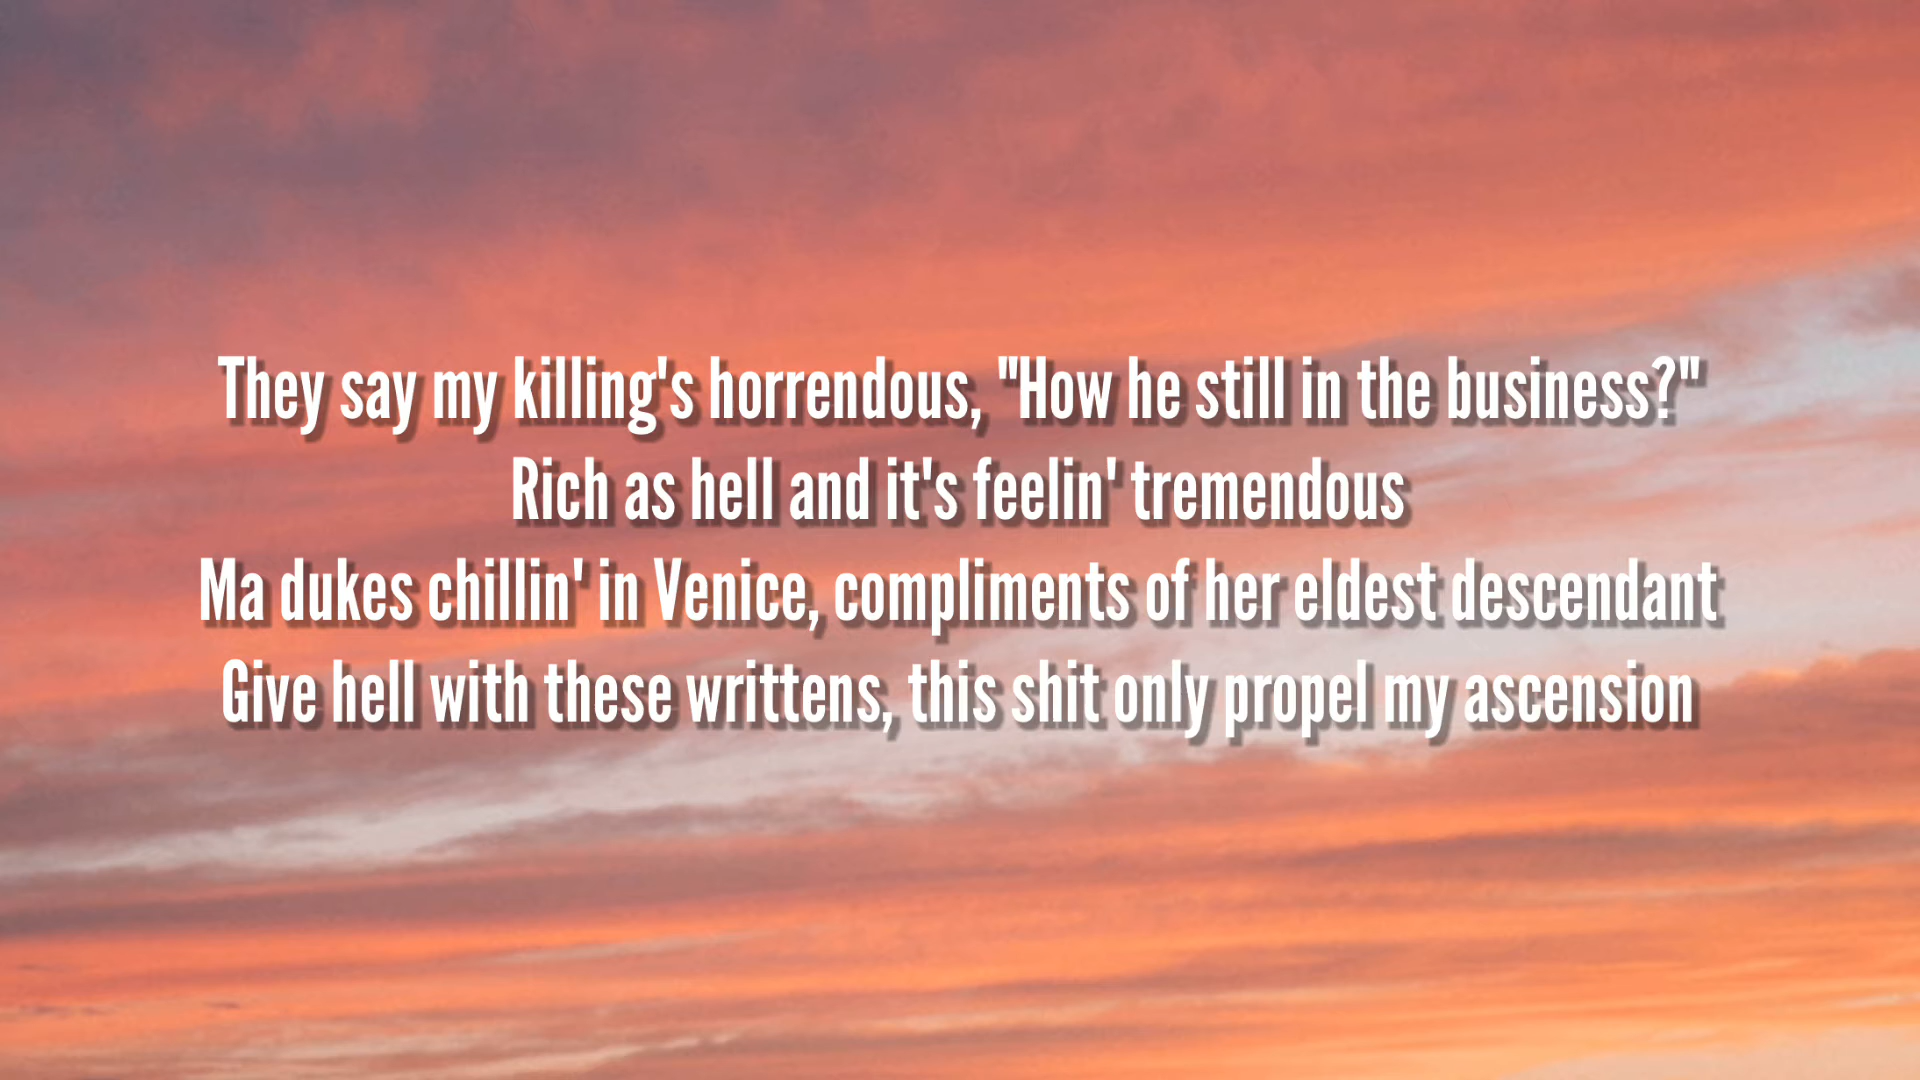 They say my killing's horrendous, "How he still in the business?"
Rich as hell and it's feelin' tremendous
Ma dukes chillin' in Venice, compliments of her eldest descendant
Give hell with these writtens, this shit only propel my ascension